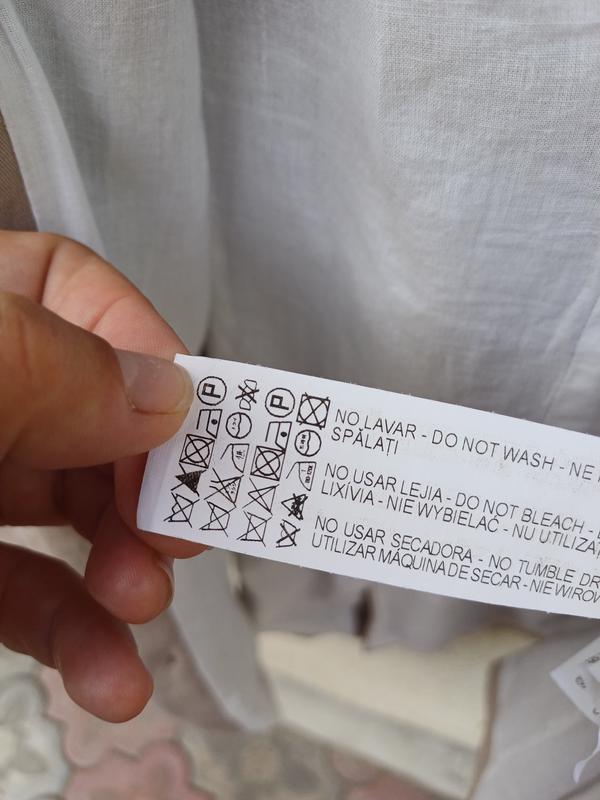 NO LAVAR - DO NOT WASH - NE
SPĂLAȚI
NO USAR LEJIA - DO NOT BLEACH -
LIXÍVIA - NIE WYBIELAĆ - NU UTILIZAȚ
NO USAR SECADORA - NO TUMBLE DR
UTILIZAR MÁQUINA DE SECAR - NIE WIROW